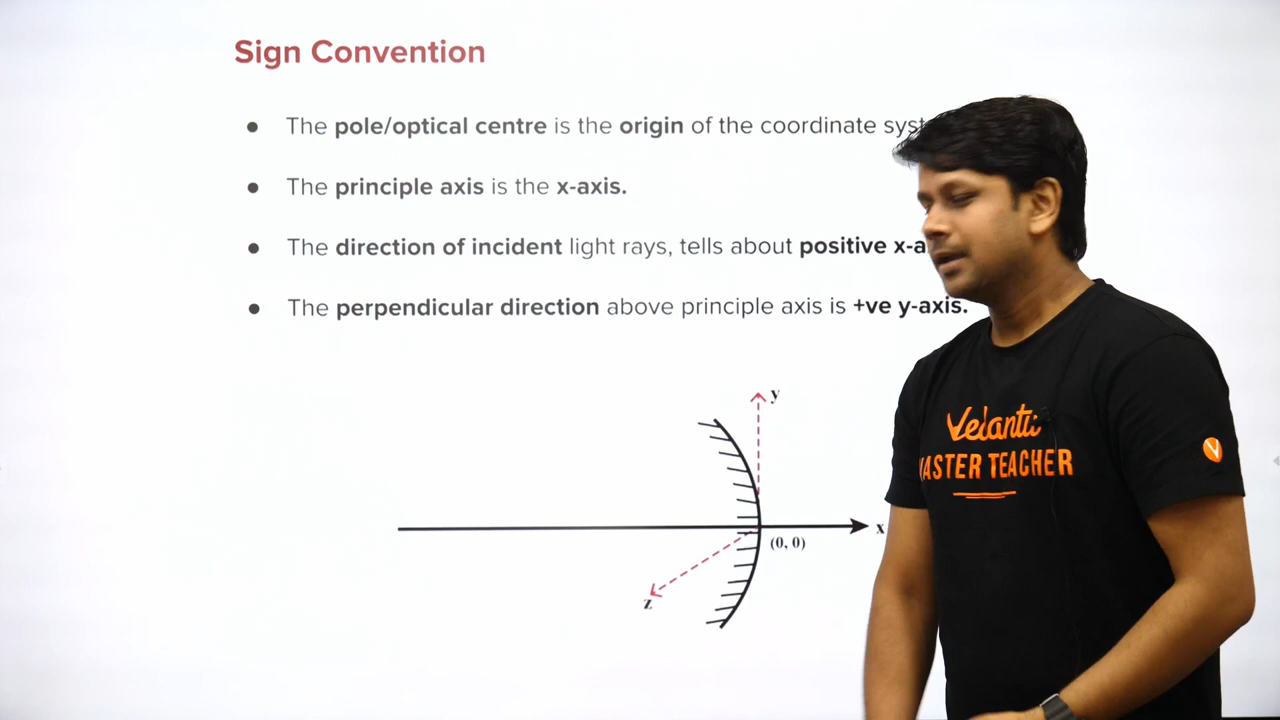 Sign Convention
● The pole/optical centre is the origin of the coordinate
● The principle axis is the x-axis.
● The direction of incident light rays, tells about positive
● The perpendicular direction above principle axis is +ve y-axis.
y
x
(0, 0)
z
Vedantu
MASTER TEACHER
V